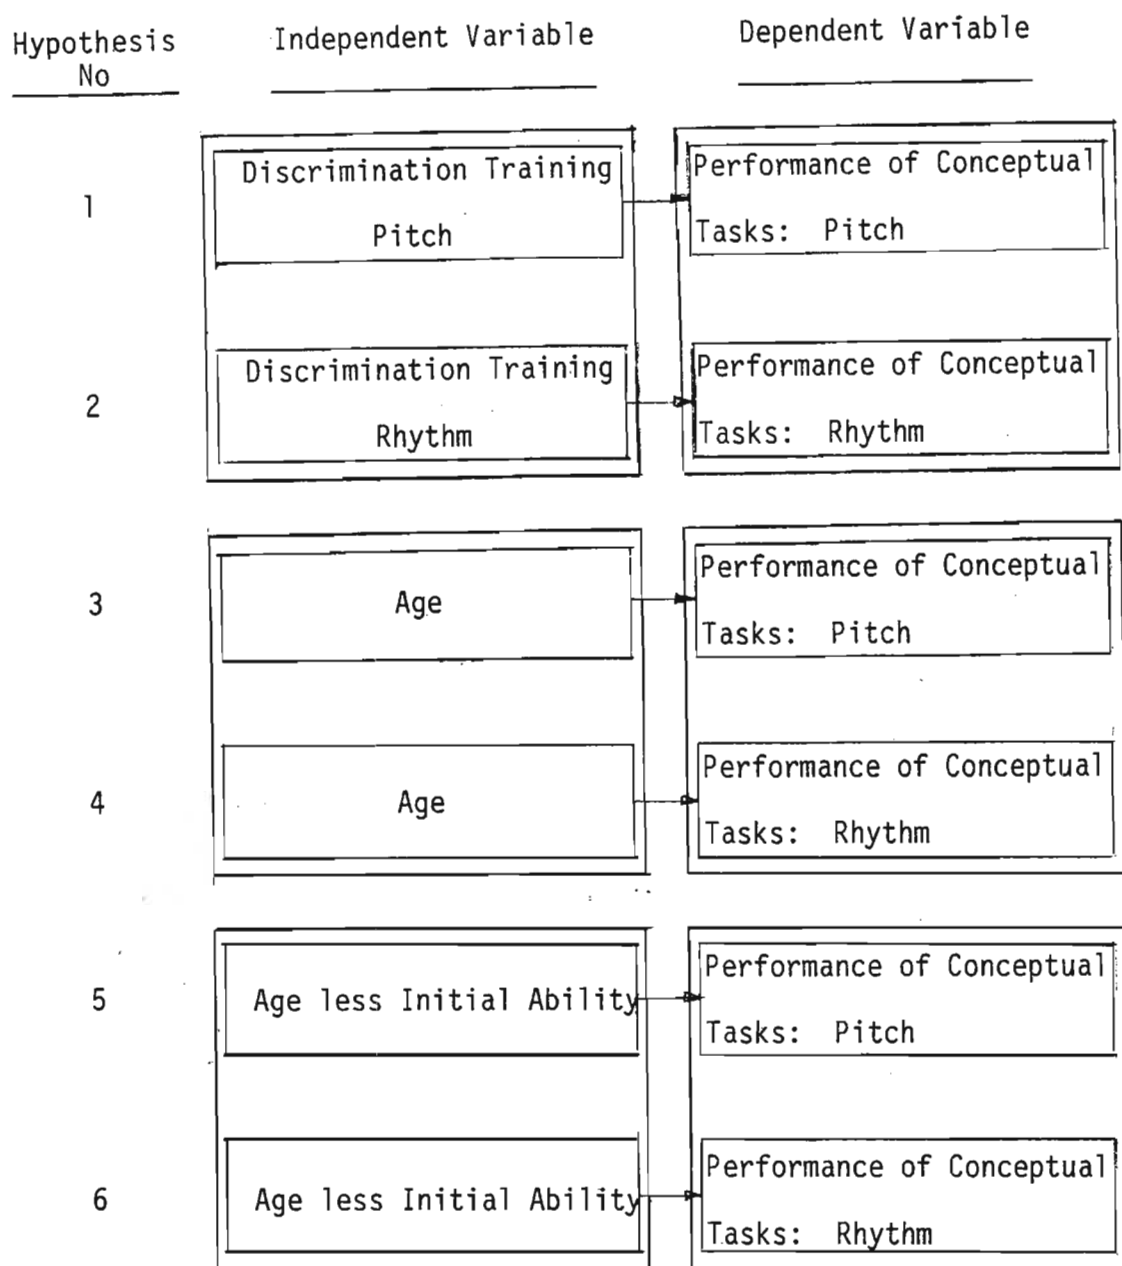 Hypothesis No
Independent Variable
Dependent Variable
1
Discrimination Training
Pitch
Performance of Conceptual
Tasks: Pitch
2
Discrimination Training
Rhythm
Performance of Conceptual
Tasks: Rhythm
3
Age
Performance of Conceptual
Tasks: Pitch
4
Age
Performance of Conceptual
Tasks: Rhythm
5
Age less Initial Ability
Performance of Conceptual
Tasks: Pitch
6
Age less Initial Ability
Performance of Conceptual
Tasks: Rhythm